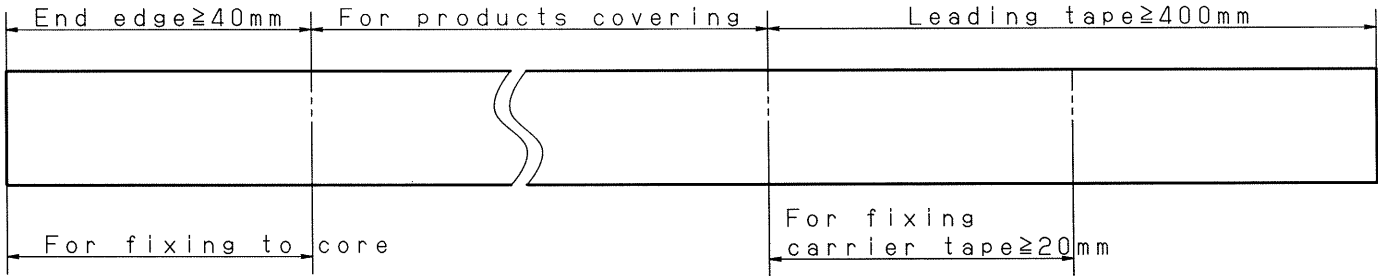 End edge≧40mm
For products covering
Leading tape≧400mm
For fixing to core
For fixing
carrier tape≧20mm